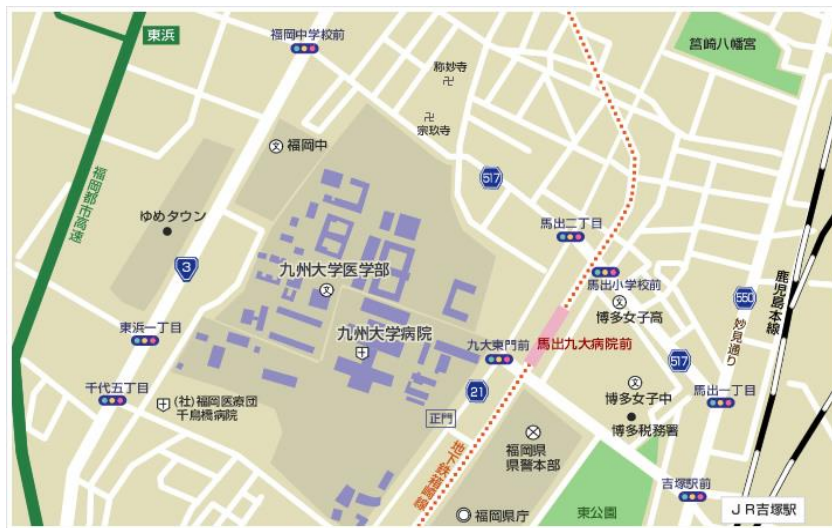 東浜
福岡中学校前
筥崎八幡宮
称妙寺
宗玖寺
福岡中
517
福岡都市高速
ゆめタウン
馬出二丁目
3
九州大学医学部
馬出小学校前
鹿児島本線
550
博多女子高
妙見通り
東浜一丁目
九州大学病院
九大東門前
馬出九大病院前
517
千代五丁目
(社)福岡医療団
千鳥橋病院
21
博多女子中
馬出一丁目
正門
博多税務署
地下鉄箱崎線
福岡県
県警本部
吉塚駅前
福岡県庁
東公園
JR吉塚駅